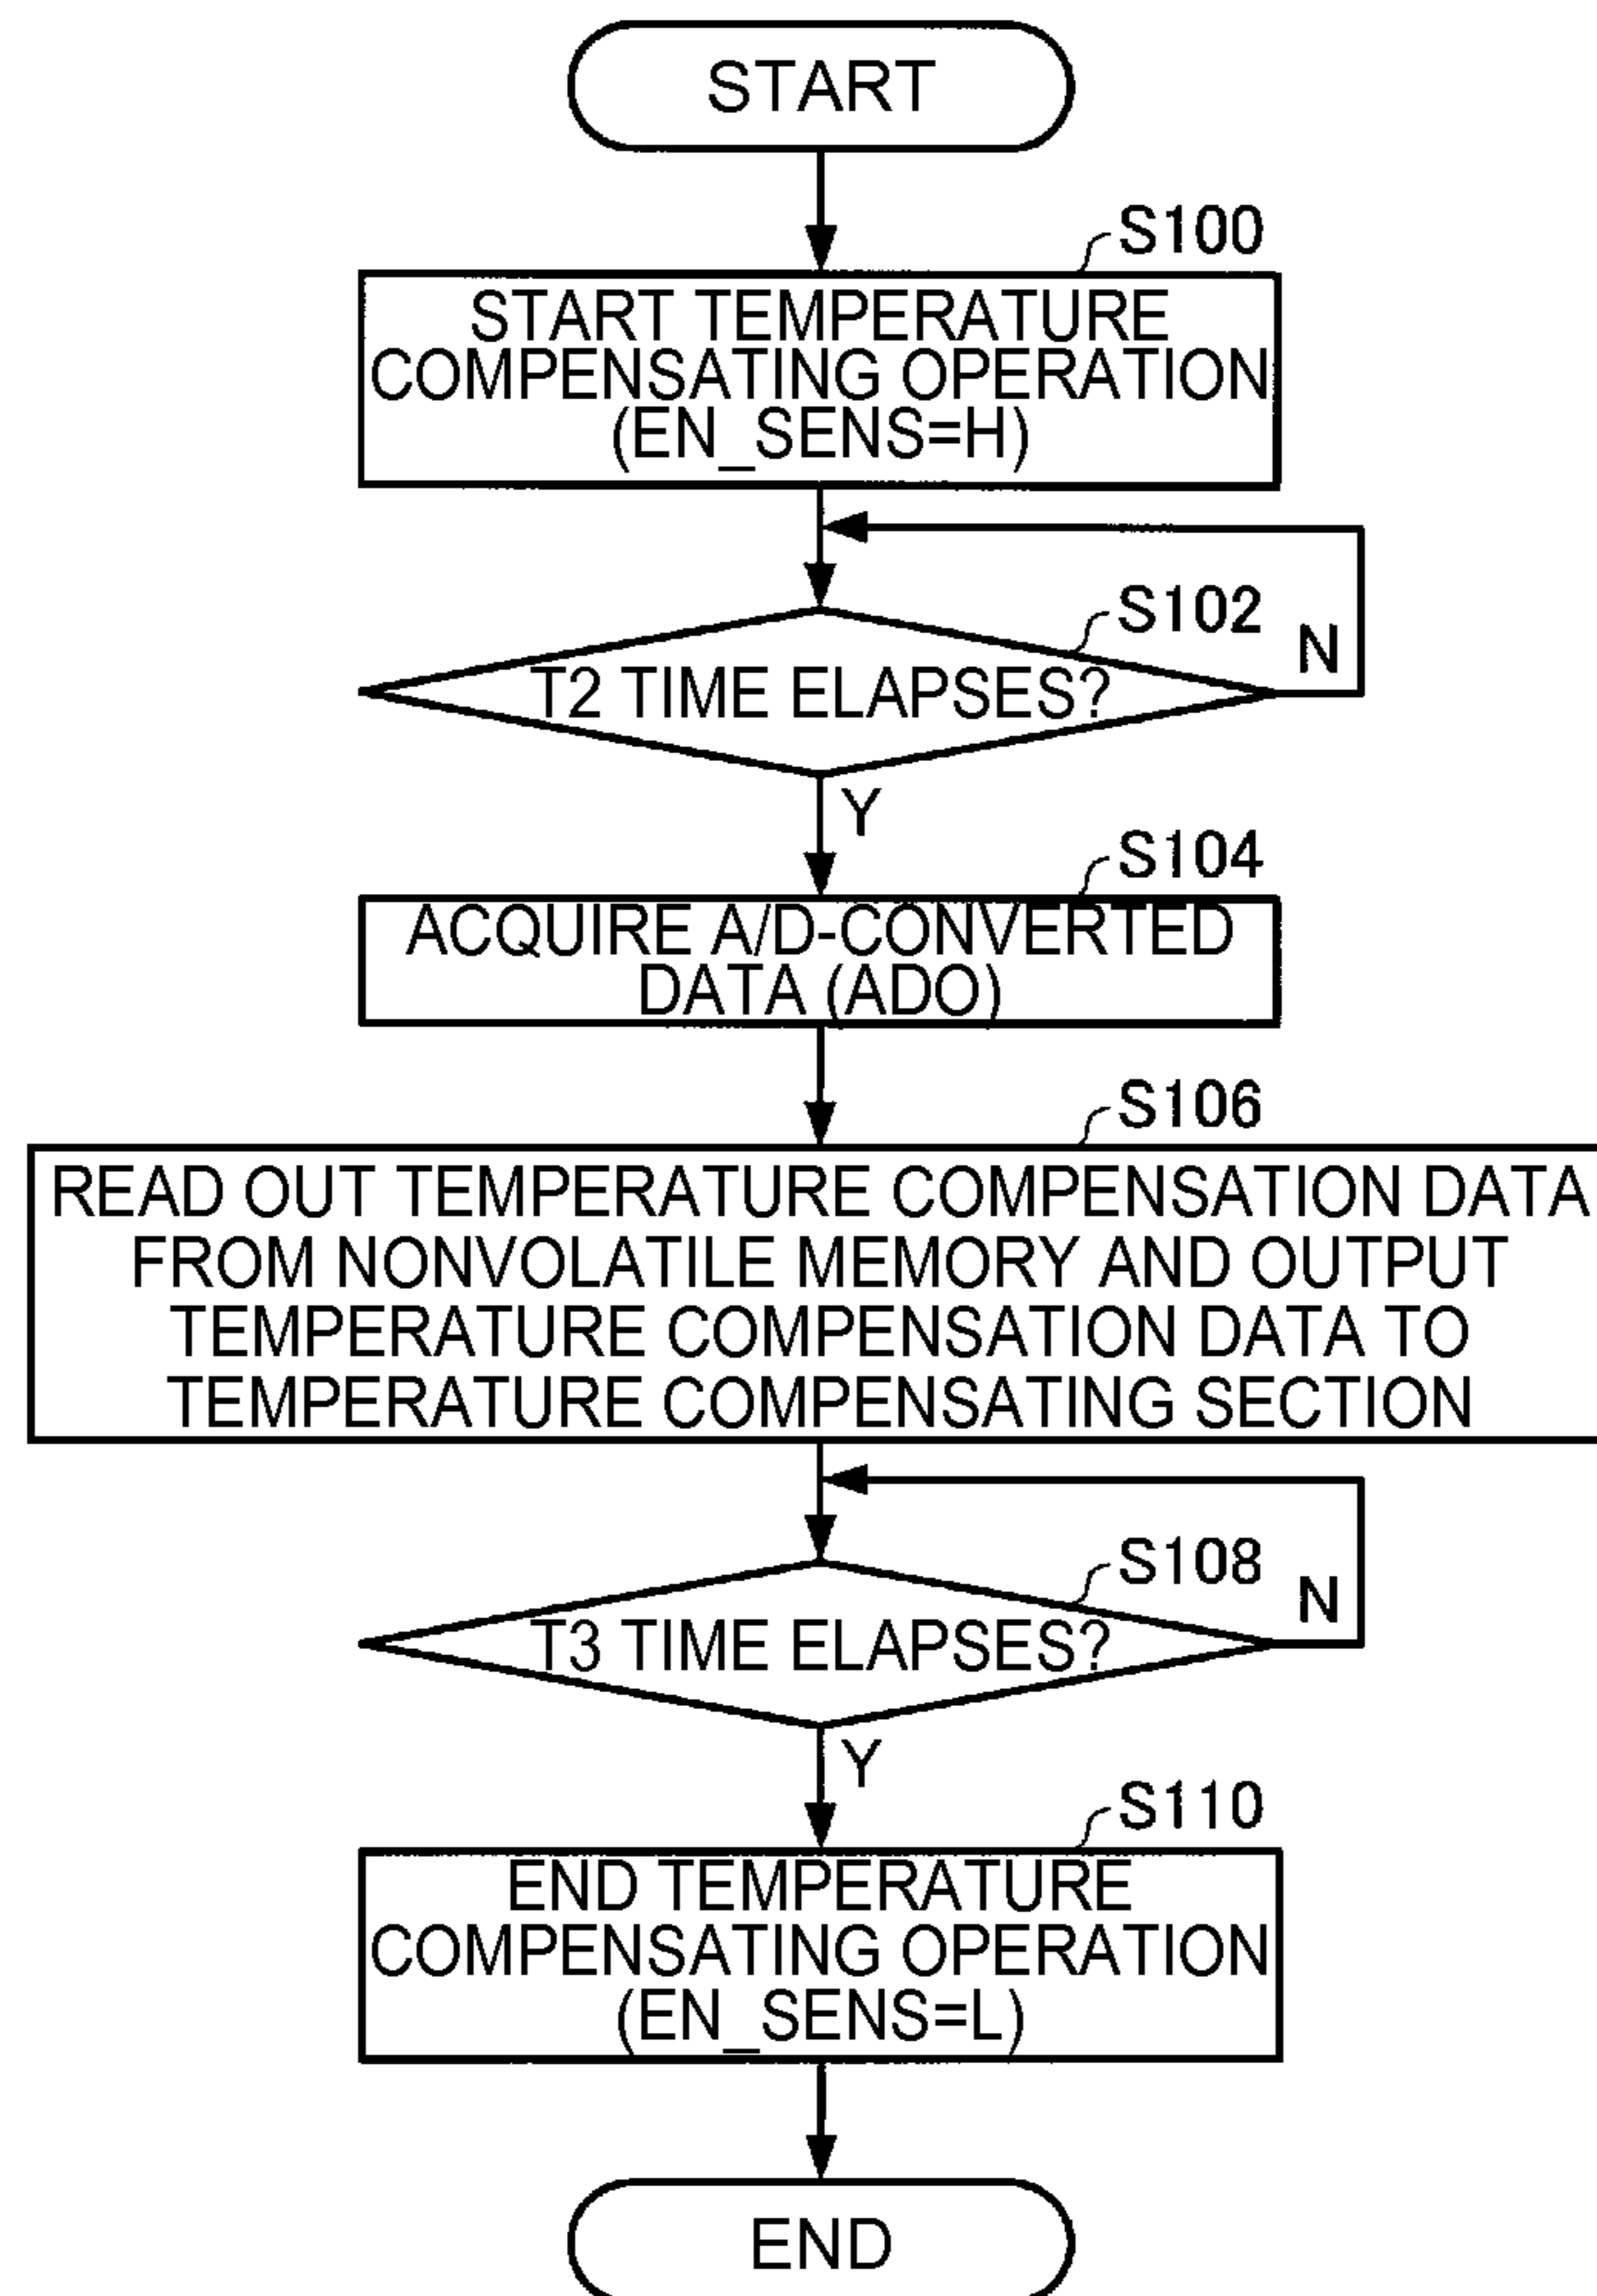 START
S100
START TEMPERATURE
COMPENSATING OPERATION
(EN_SENS=H)
S102
N
T2 TIME ELAPSES?
Y
S104
ACQUIRE A/D-CONVERTED
DATA (ADO)
S106
READ OUT TEMPERATURE COMPENSATION DATA
FROM NONVOLATILE MEMORY AND OUTPUT
TEMPERATURE COMPENSATION DATA TO
TEMPERATURE COMPENSATING SECTION
S108
N
T3 TIME ELAPSES?
Y
S110
END TEMPERATURE
COMPENSATING OPERATION
(EN_SENS=L)
END